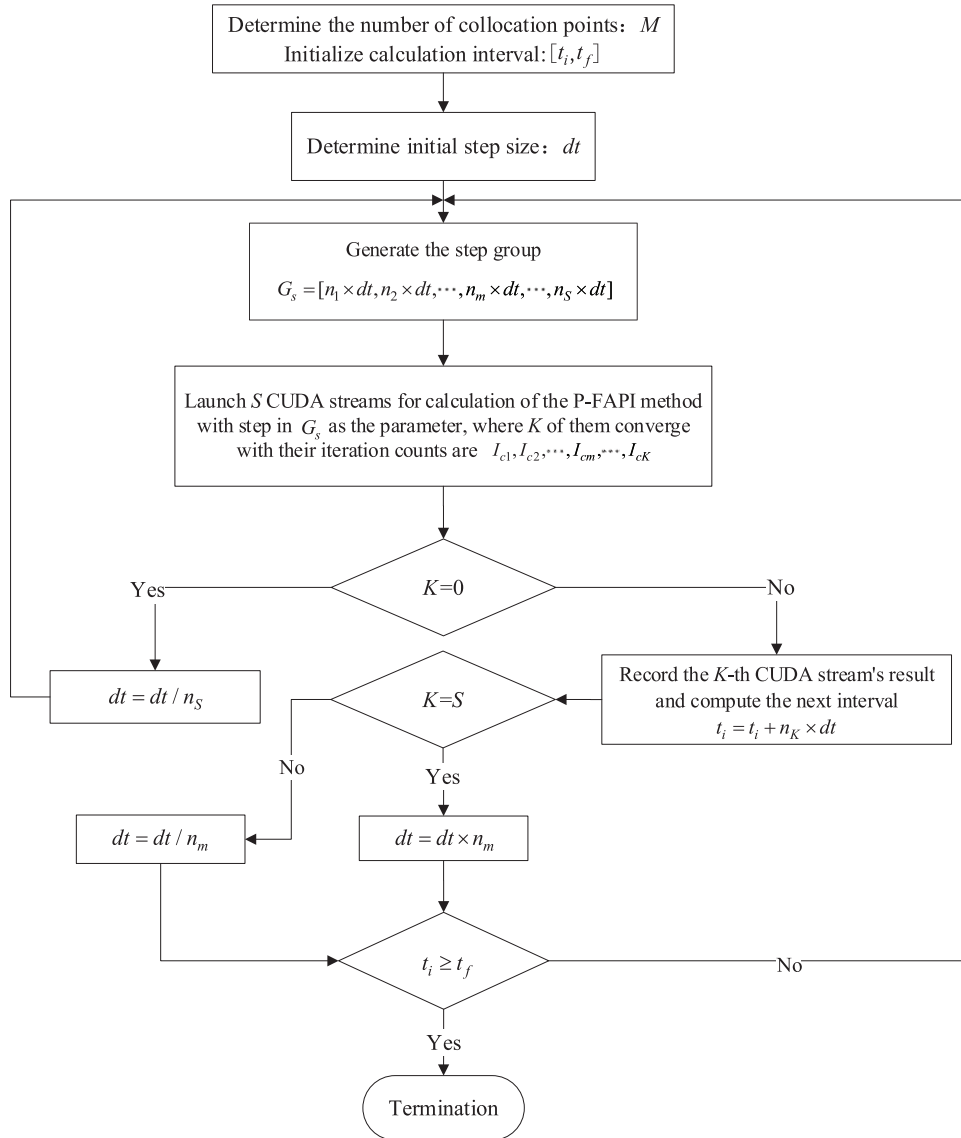 Determine the number of collocation points: M
Initialize calculation interval:[t_i,t_f]
Determine initial step size: dt
Generate the step group
G_s = [n_1 × dt, n_2 × dt,⋯, n_m × dt,⋯, n_S × dt]
Launch S CUDA streams for calculation of the P-FAPI method
with step in G_s as the parameter, where K of them converge
with their iteration counts are I_c1, I_c2,⋯, I_cm,⋯, I_cK
K=0
Yes
No
dt = dt / n_S
Record the K-th CUDA stream's result
and compute the next interval
t_i = t_i + n_K × dt
K=S
No
Yes
dt = dt / n_m
dt = dt × n_m
t_i ≥ t_f
No
Yes
Termination